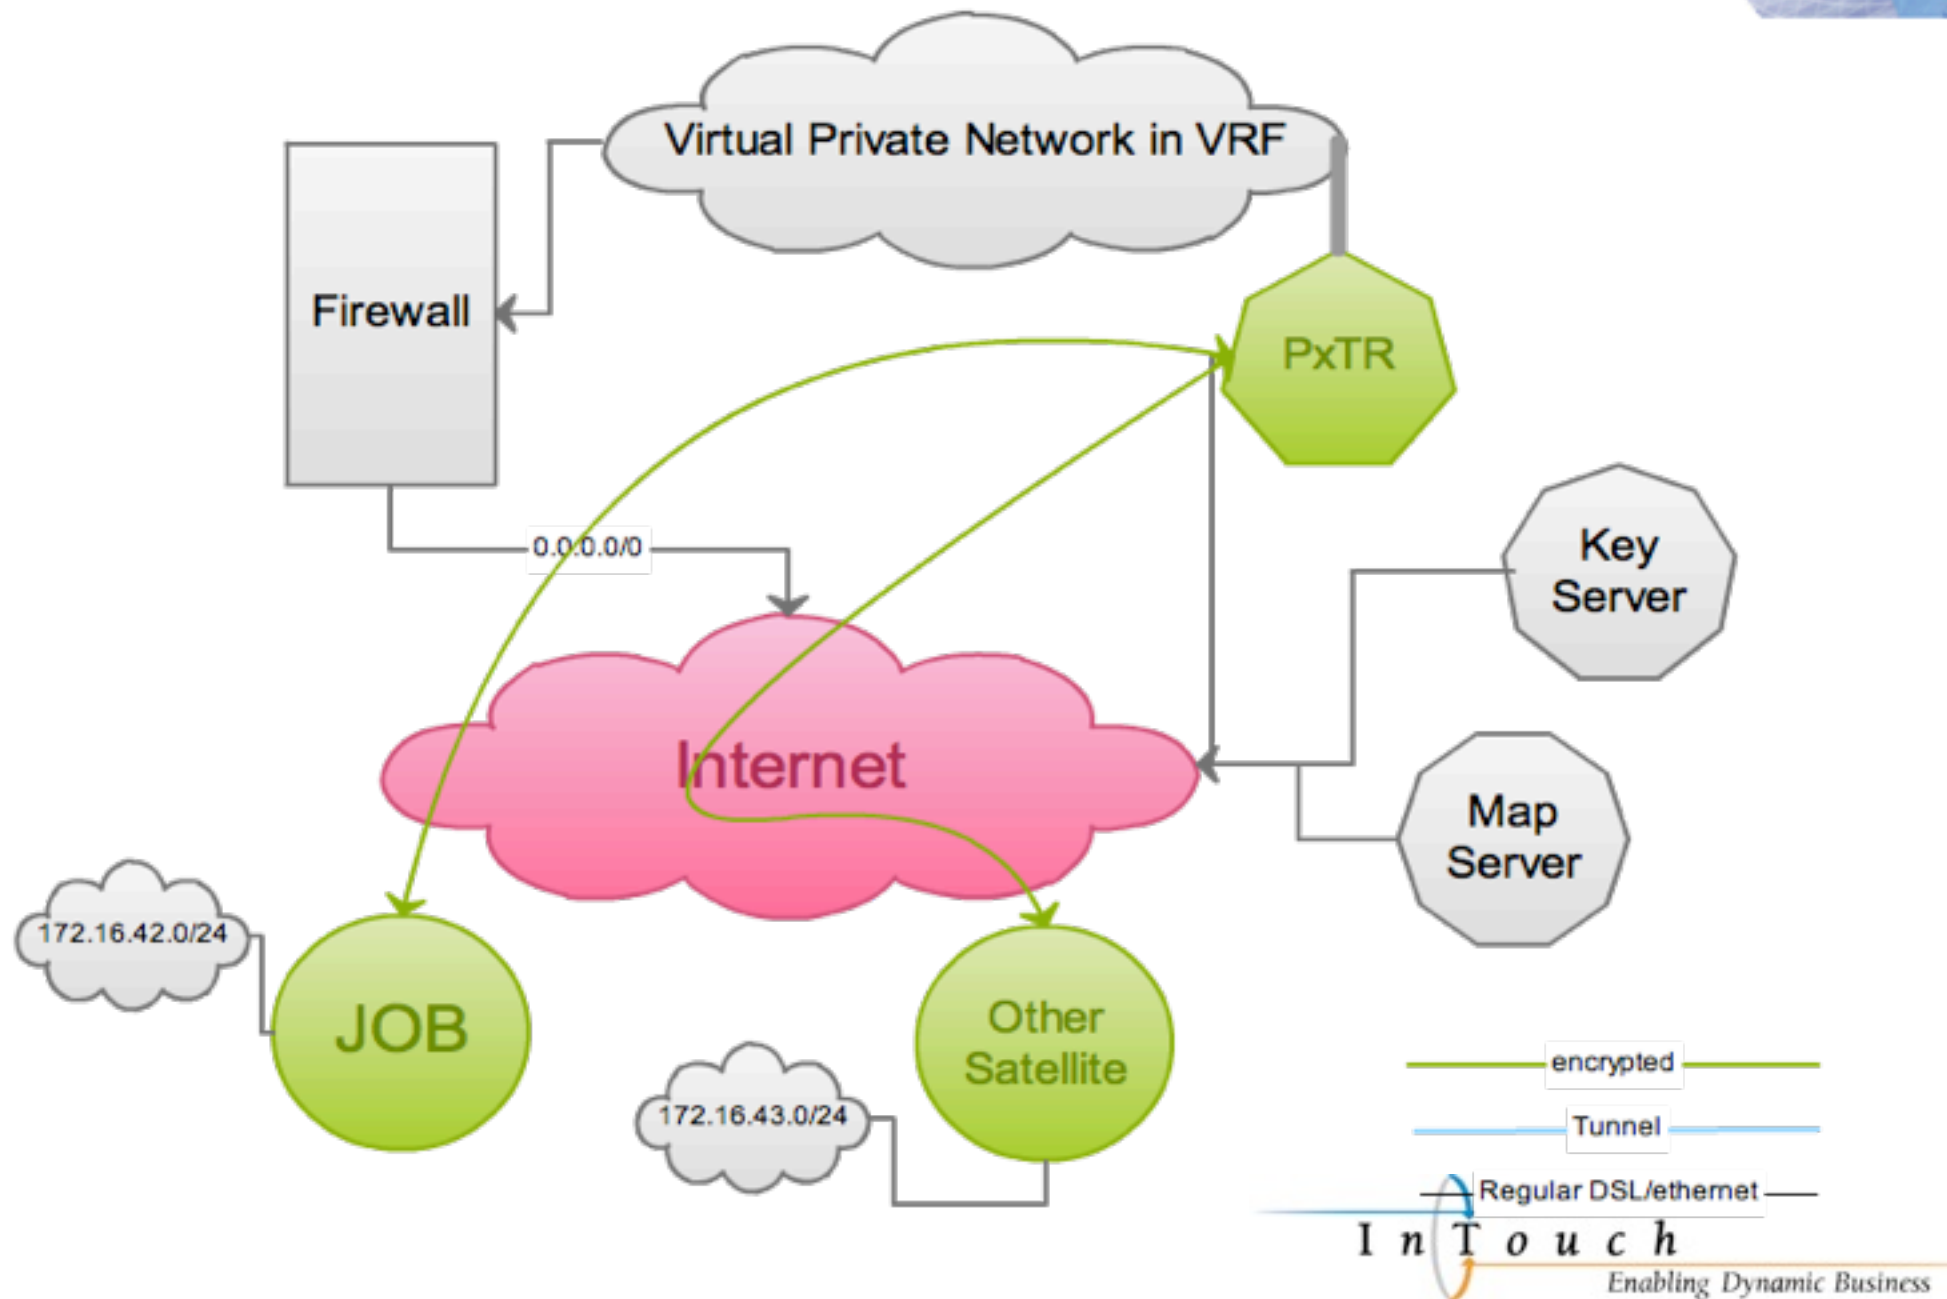 Virtual Private Network in VRF
Firewall
PxTR
0.0.0.0/0
Key
Server
Internet
Map
Server
172.16.42.0/24
JOB
Other
Satellite
172.16.43.0/24
encrypted
Tunnel
Regular DSL/ethernet
InTouch
Enabling Dynamic Business